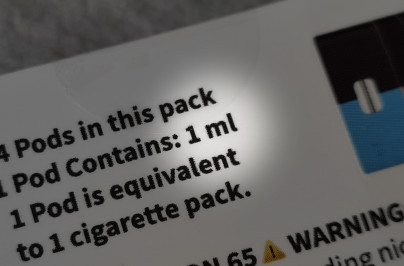 4 Pods in this pack
1 Pod Contains: 1 ml
1 Pod is equivalent
to 1 cigarette pack.
65 ⚠ WARNING